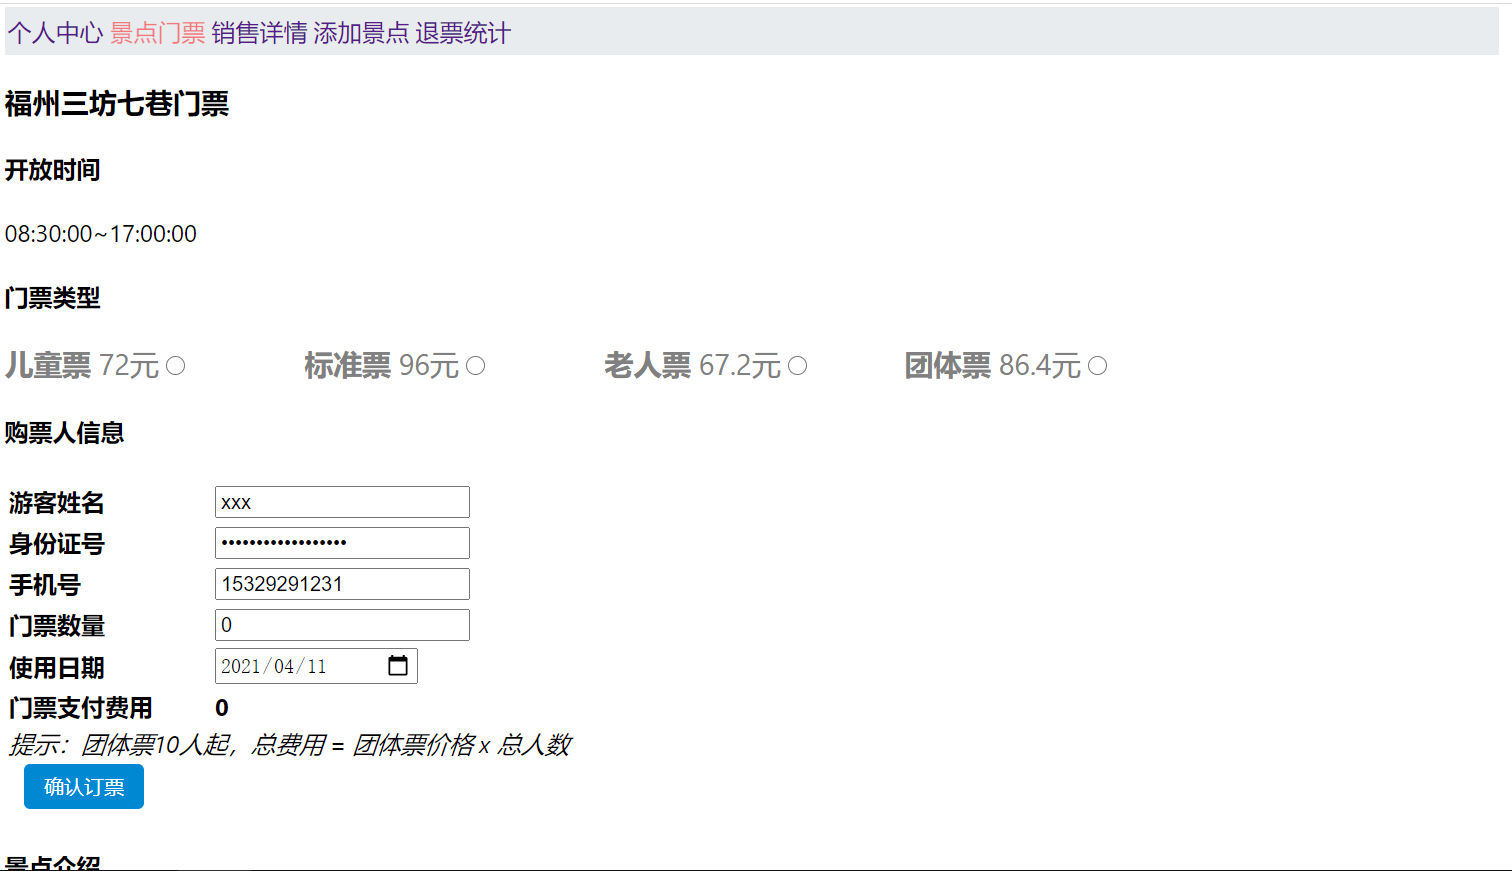 个人中心 景点门票 销售详情 添加景点 退票统计
福州三坊七巷门票
开放时间
08:30:00~17:00:00
门票类型
儿童票 72元 标准票 96元 老人票 67.2元 团体票 86.4元
购票人信息
游客姓名 xxx
身份证号 ••••••••••••••••••
手机号 15329291231
门票数量 0
使用日期 2021/04/11
门票支付费用 0
提示：团体票10人起，总费用 = 团体票价格 x 总人数
确认订票
景点介绍